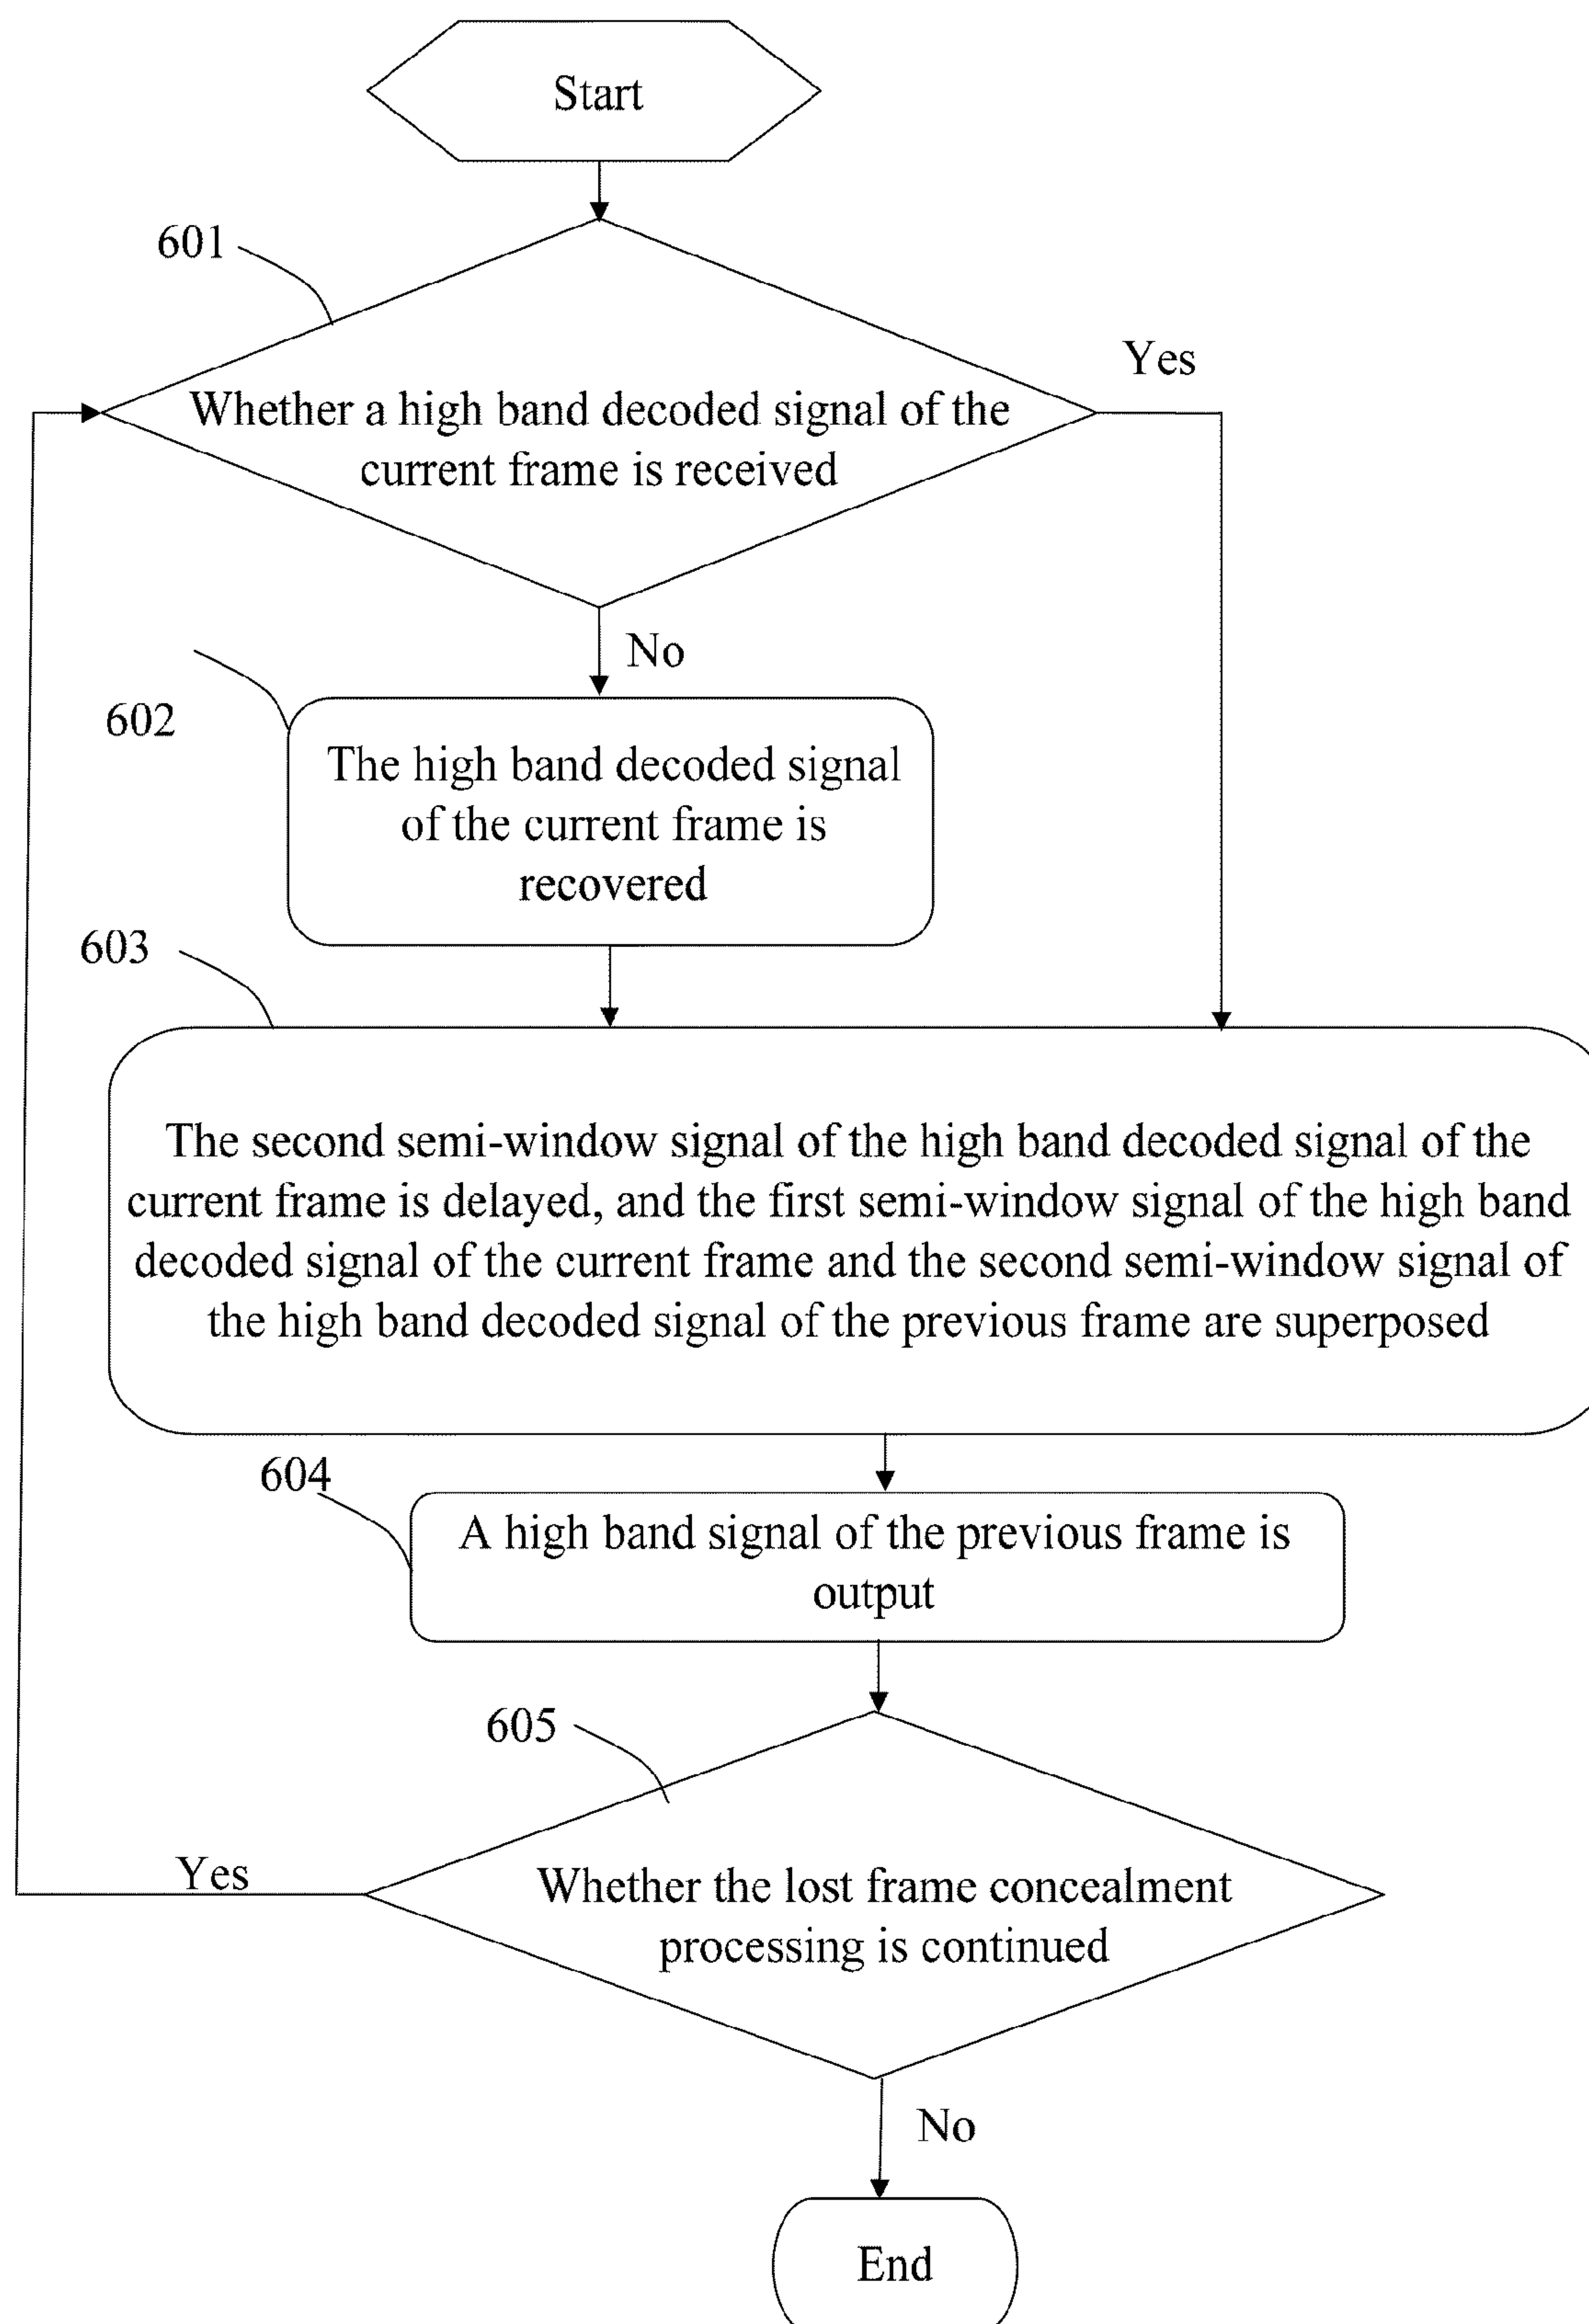 Start
601
Yes
Whether a high band decoded signal of the
current frame is received
No
602
The high band decoded signal
of the current frame is
recovered
603
The second semi-window signal of the high band decoded signal of the
current frame is delayed, and the first semi-window signal of the high band
decoded signal of the current frame and the second semi-window signal of
the high band decoded signal of the previous frame are superposed
604
A high band signal of the previous frame is
output
605
Yes
Whether the lost frame concealment
processing is continued
No
End